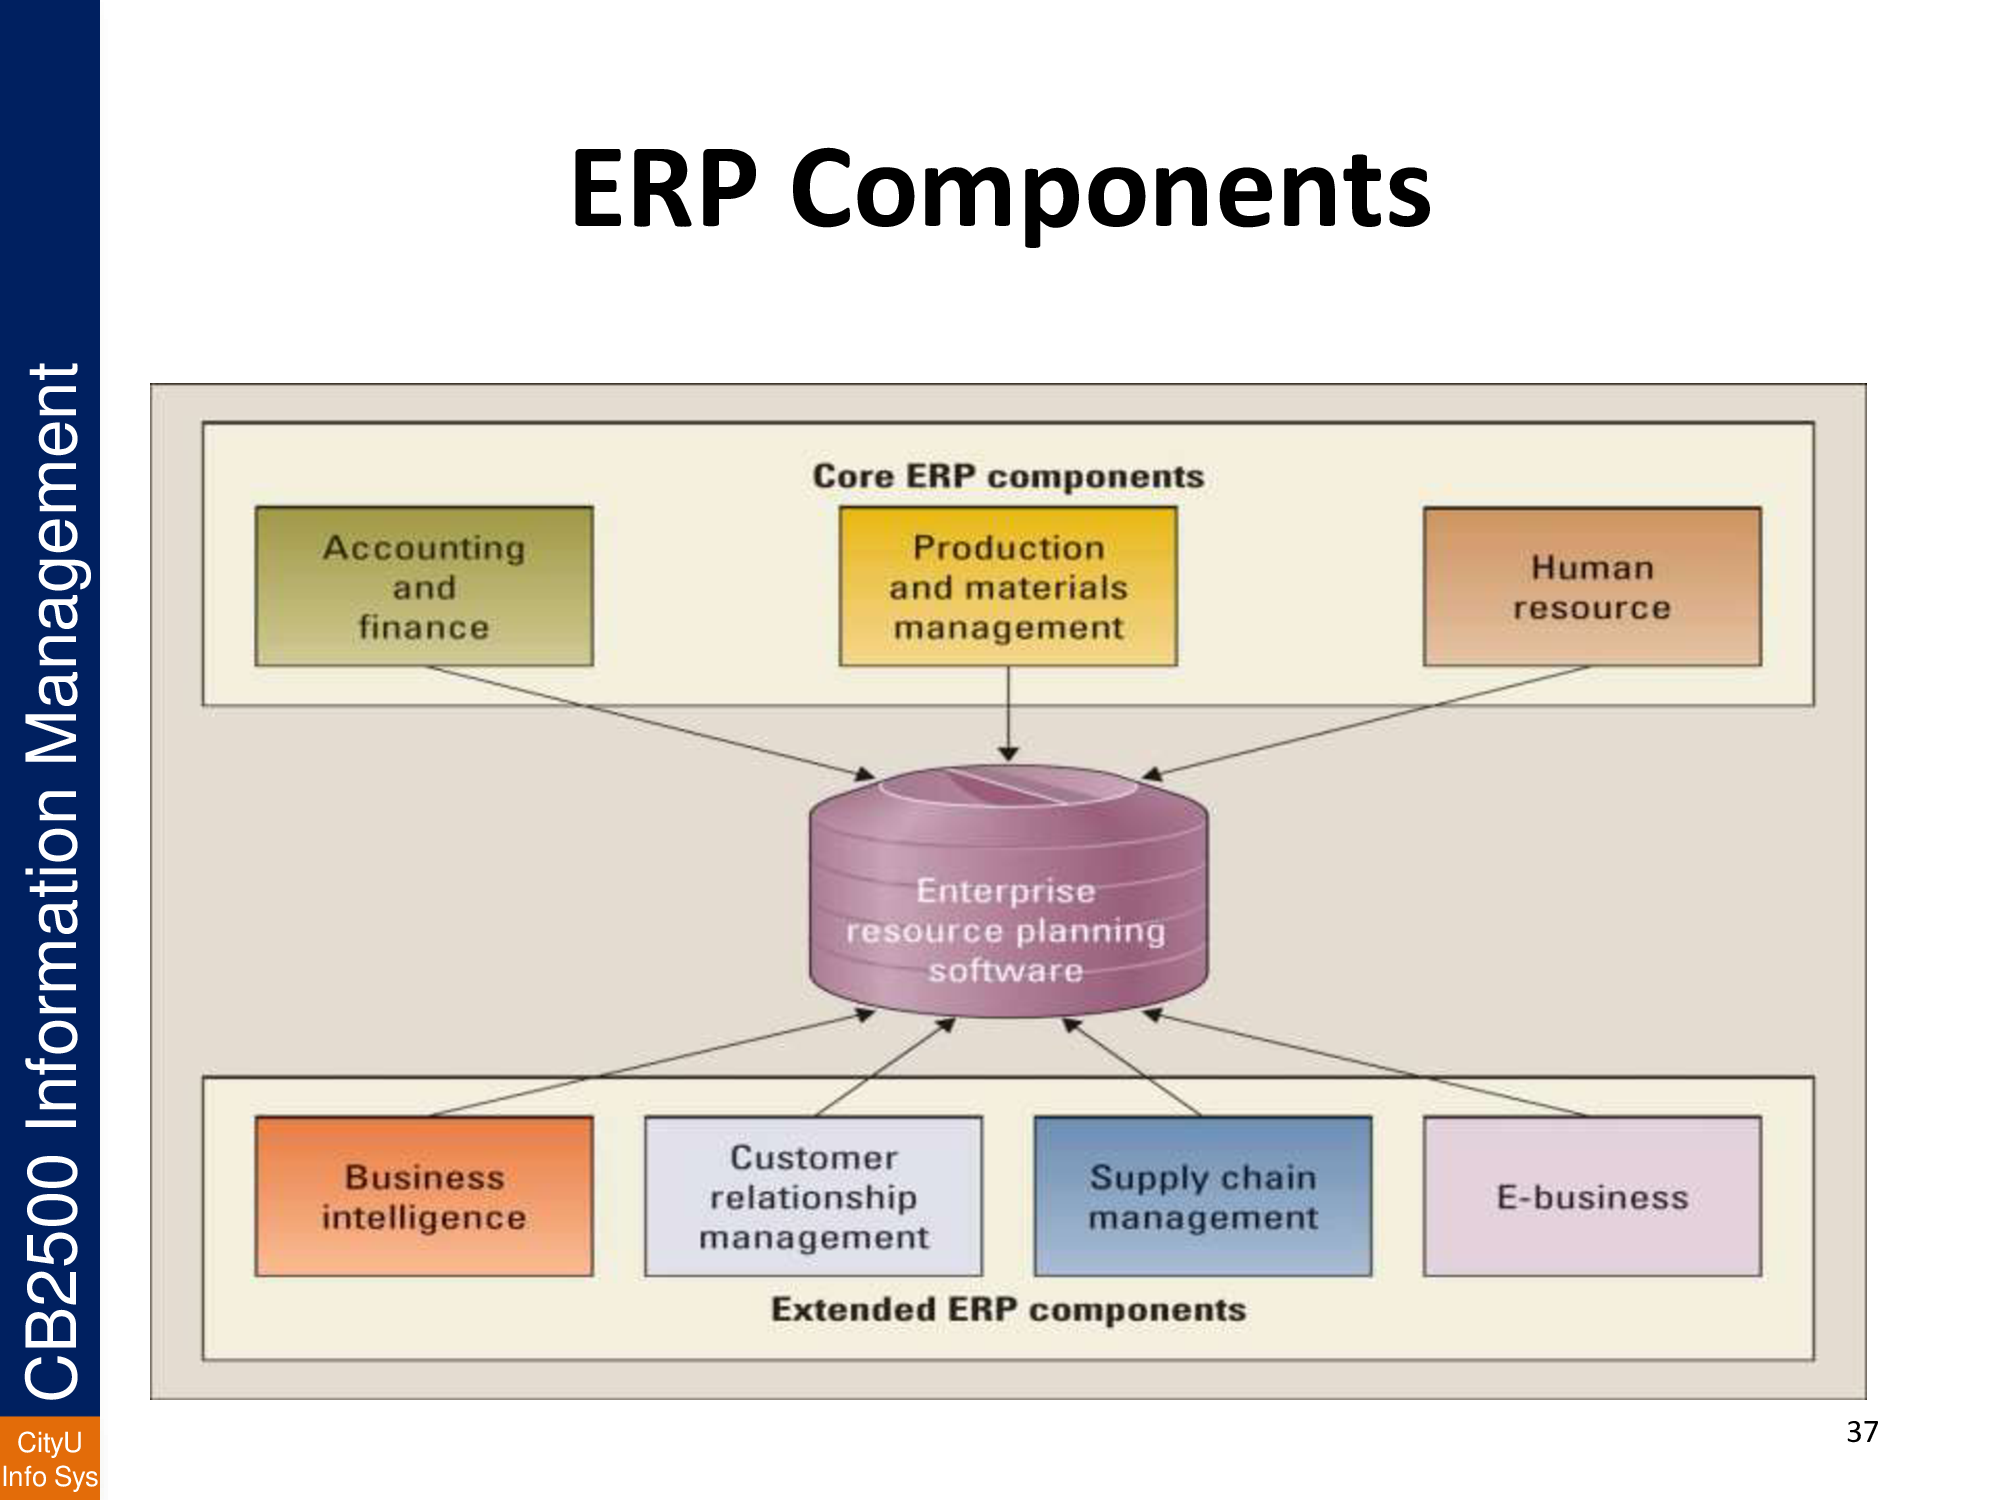 ERP Components
Core ERP components
Accounting
and
finance
Production
and materials
management
Human
resource
Enterprise
resource planning
software
Business
intelligence
Customer
relationship
management
Supply chain
management
E-business
Extended ERP components
37
CB2500 Information Management
CityU
Info Sys